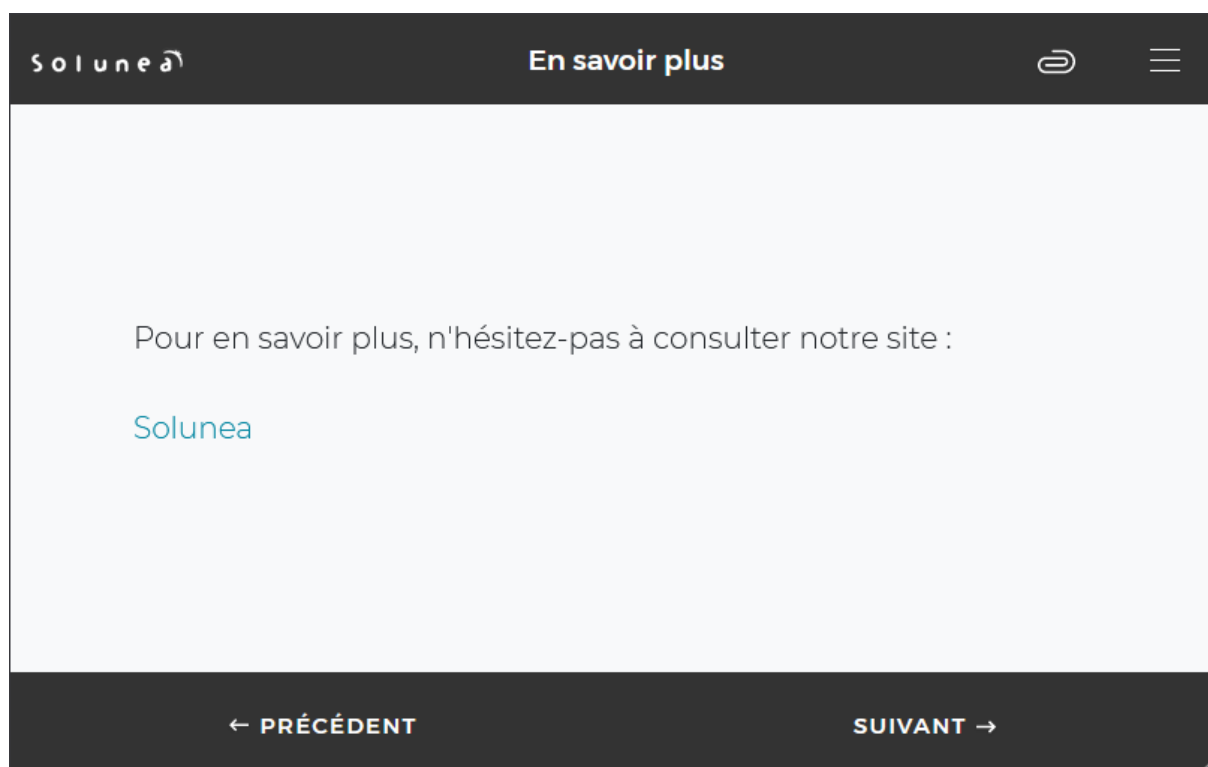 Solunea
En savoir plus
Pour en savoir plus, n'hésitez-pas à consulter notre site :
Solunea
← PRÉCÉDENT
SUIVANT →